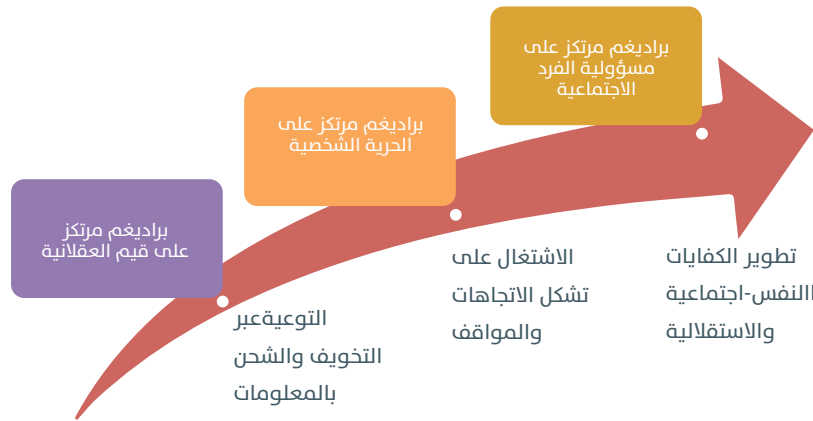 براديغم مرتكز على
مسؤولية الفرد
الاجتماعية
براديغم مرتكز على
الحرية الشخصية
براديغم مرتكز
على قيم العقلانية
تطوير الكفايات
االنفس-اجتماعية
والاستقلالية
الاشتغال على
تشكل الاتجاهات
والمواقف
التوعيةعبر
التخويف والشحن
بالمعلومات